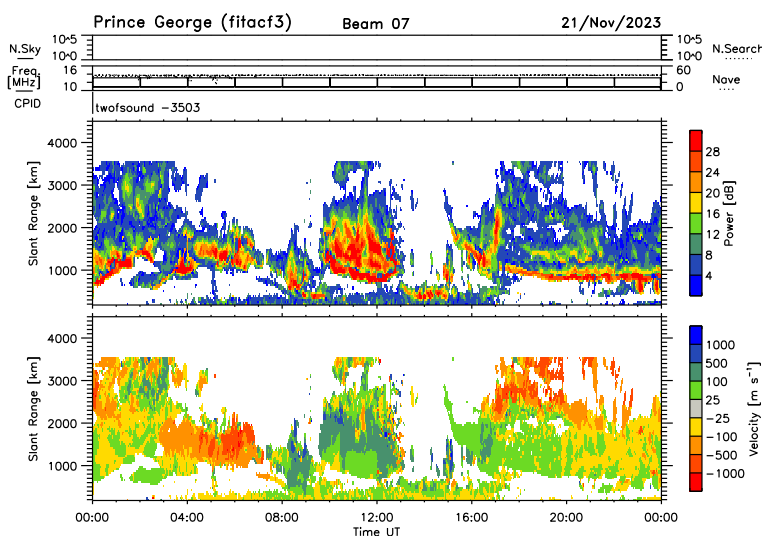 Prince George (fitacf3) Beam 07 21/Nov/2023
N.Sky 10^5 10^0 10^5 10^0 N.Search
Freq. [MHz] 16 10 60 0 Nave
CPID twofsound -3503
Slant Range [km] 4000 3000 2000 1000
28 24 20 16 12 8 4 Power [dB]
Slant Range [km] 4000 3000 2000 1000
1000 500 100 25 -25 -100 -500 -1000 Velocity [m s⁻¹]
00:00 04:00 08:00 12:00 16:00 20:00 00:00
Time UT